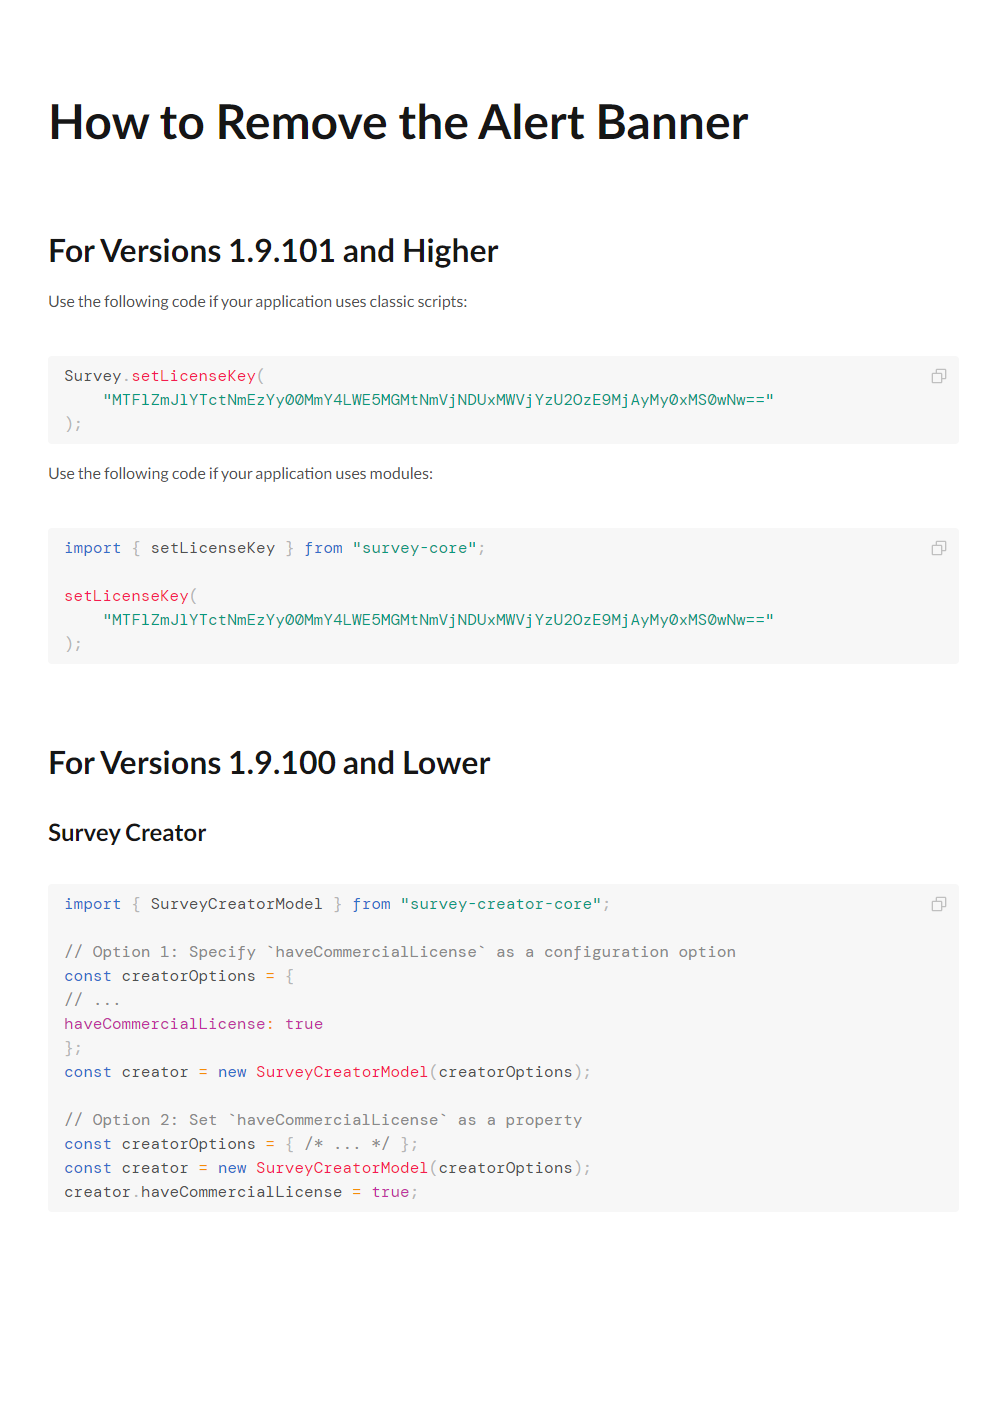 How to Remove the Alert Banner
For Versions 1.9.101 and Higher
Use the following code if your application uses classic scripts:
Survey.setLicenseKey(
"MTFlZmJlYTctNmEzYy00MmY4LWE5MGMtNmVjNDUxMWVjYzU2OzE9MjAyMy0xMS0wNw=="
);
Use the following code if your application uses modules:
import { setLicenseKey } from "survey-core";
setLicenseKey(
"MTFlZmJlYTctNmEzYy00MmY4LWE5MGMtNmVjNDUxMWVjYzU2OzE9MjAyMy0xMS0wNw=="
);
For Versions 1.9.100 and Lower
Survey Creator
import { SurveyCreatorModel } from "survey-creator-core";
// Option 1: Specify `haveCommercialLicense` as a configuration option
const creatorOptions = {
// ...
haveCommercialLicense: true
};
const creator = new SurveyCreatorModel(creatorOptions);
// Option 2: Set `haveCommercialLicense` as a property
const creatorOptions = { /* ... */ };
const creator = new SurveyCreatorModel(creatorOptions);
creator.haveCommercialLicense = true;